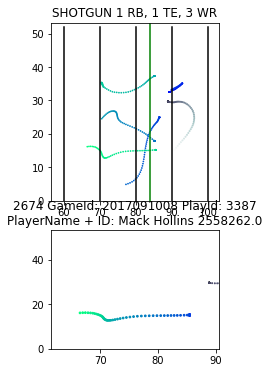 SHOTGUN 1 RB, 1 TE, 3 WR
50
40
30
20
10
0
60 70 80 90 100
2674 GameId: 2017091008 PlayId: 3387
PlayerName + ID: Mack Hollins 2558262.0
40
20
0
70 80 90